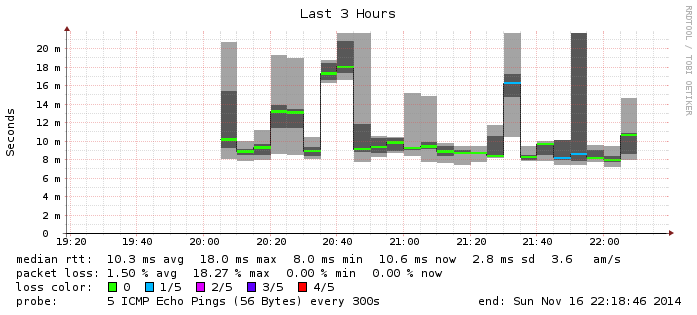 Last 3 Hours
RRDTOOL / TOBI OETIKER
Seconds
20 m
18 m
16 m
14 m
12 m
10 m
8 m
6 m
4 m
2 m
0
19:20 19:40 20:00 20:20 20:40 21:00 21:20 21:40 22:00
median rtt: 10.3 ms avg 18.0 ms max 8.0 ms min 10.6 ms now 2.8 ms sd 3.6 am/s
packet loss: 1.50 % avg 18.27 % max 0.00 % min 0.00 % now
loss color: 0 1/5 2/5 3/5 4/5
probe: 5 ICMP Echo Pings (56 Bytes) every 300s end: Sun Nov 16 22:18:46 2014